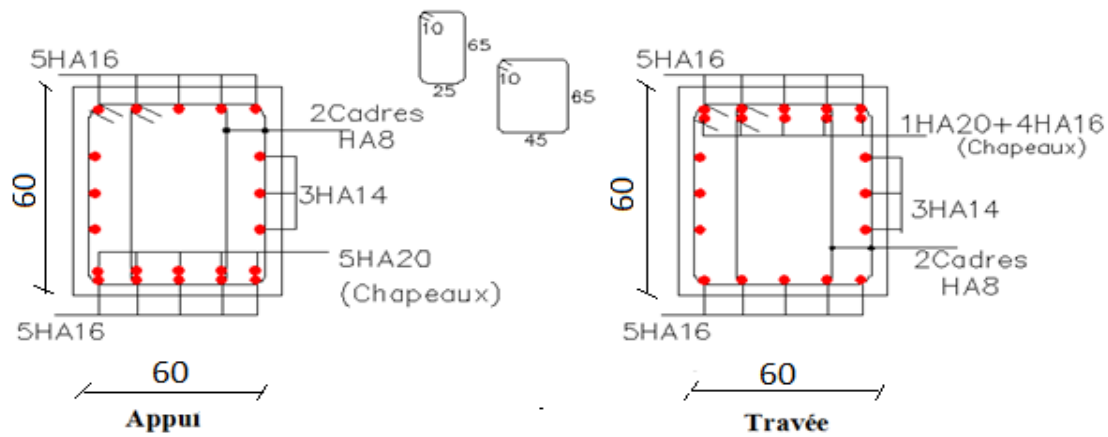 5HA16
60
2Cadres
HA8
3HA14
5HA20
(Chapeaux)
5HA16
60
Appui
10
65
25
10
65
45
5HA16
60
1HA20+4HA16
(Chapeaux)
3HA14
2Cadres
HA8
5HA16
60
Travée